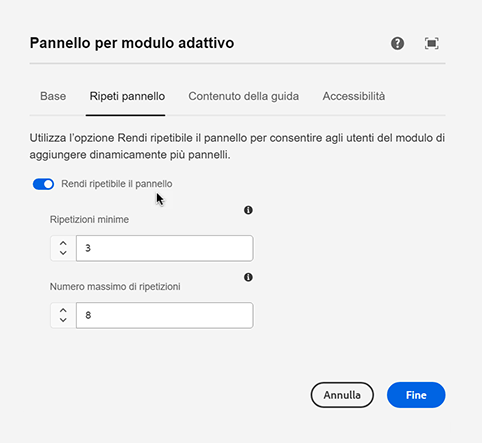 Pannello per modulo adattivo
Base Ripeti pannello Contenuto della guida Accessibilità
Utilizza l'opzione Rendi ripetibile il pannello per consentire agli utenti del modulo di
aggiungere dinamicamente più pannelli.
Rendi ripetibile il pannello
Ripetizioni minime
3
Numero massimo di ripetizioni
8
Annulla Fine